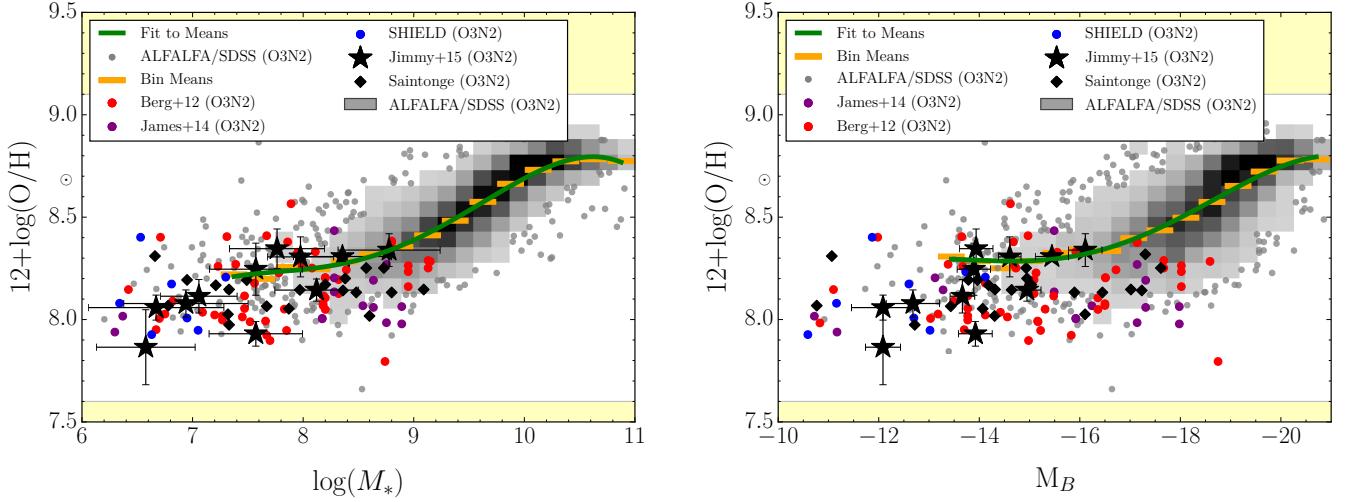 9.5
9.0
8.5
8.0
7.5
12+log(O/H)
⊙
Fit to Means
ALFALFA/SDSS (O3N2)
Bin Means
Berg+12 (O3N2)
James+14 (O3N2)
SHIELD (O3N2)
Jimmy+15 (O3N2)
Saintonge (O3N2)
ALFALFA/SDSS (O3N2)
6 7 8 9 10 11
log(M*)
9.5
9.0
8.5
8.0
7.5
12+log(O/H)
⊙
Fit to Means
Bin Means
ALFALFA/SDSS (O3N2)
James+14 (O3N2)
Berg+12 (O3N2)
SHIELD (O3N2)
Jimmy+15 (O3N2)
Saintonge (O3N2)
ALFALFA/SDSS (O3N2)
−10 −12 −14 −16 −18 −20
M_B